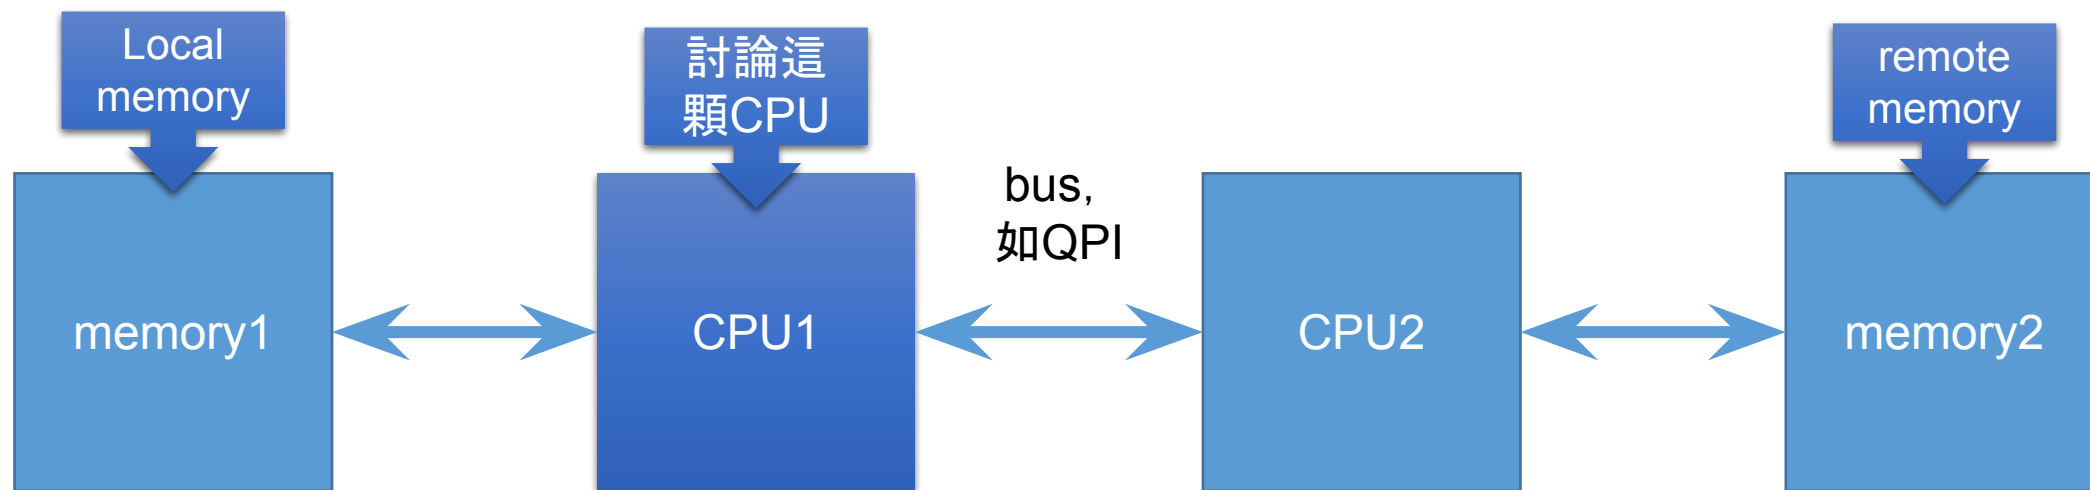 Local
memory
討論這
顆CPU
remote
memory
bus,
如QPI
memory1
CPU1
CPU2
memory2